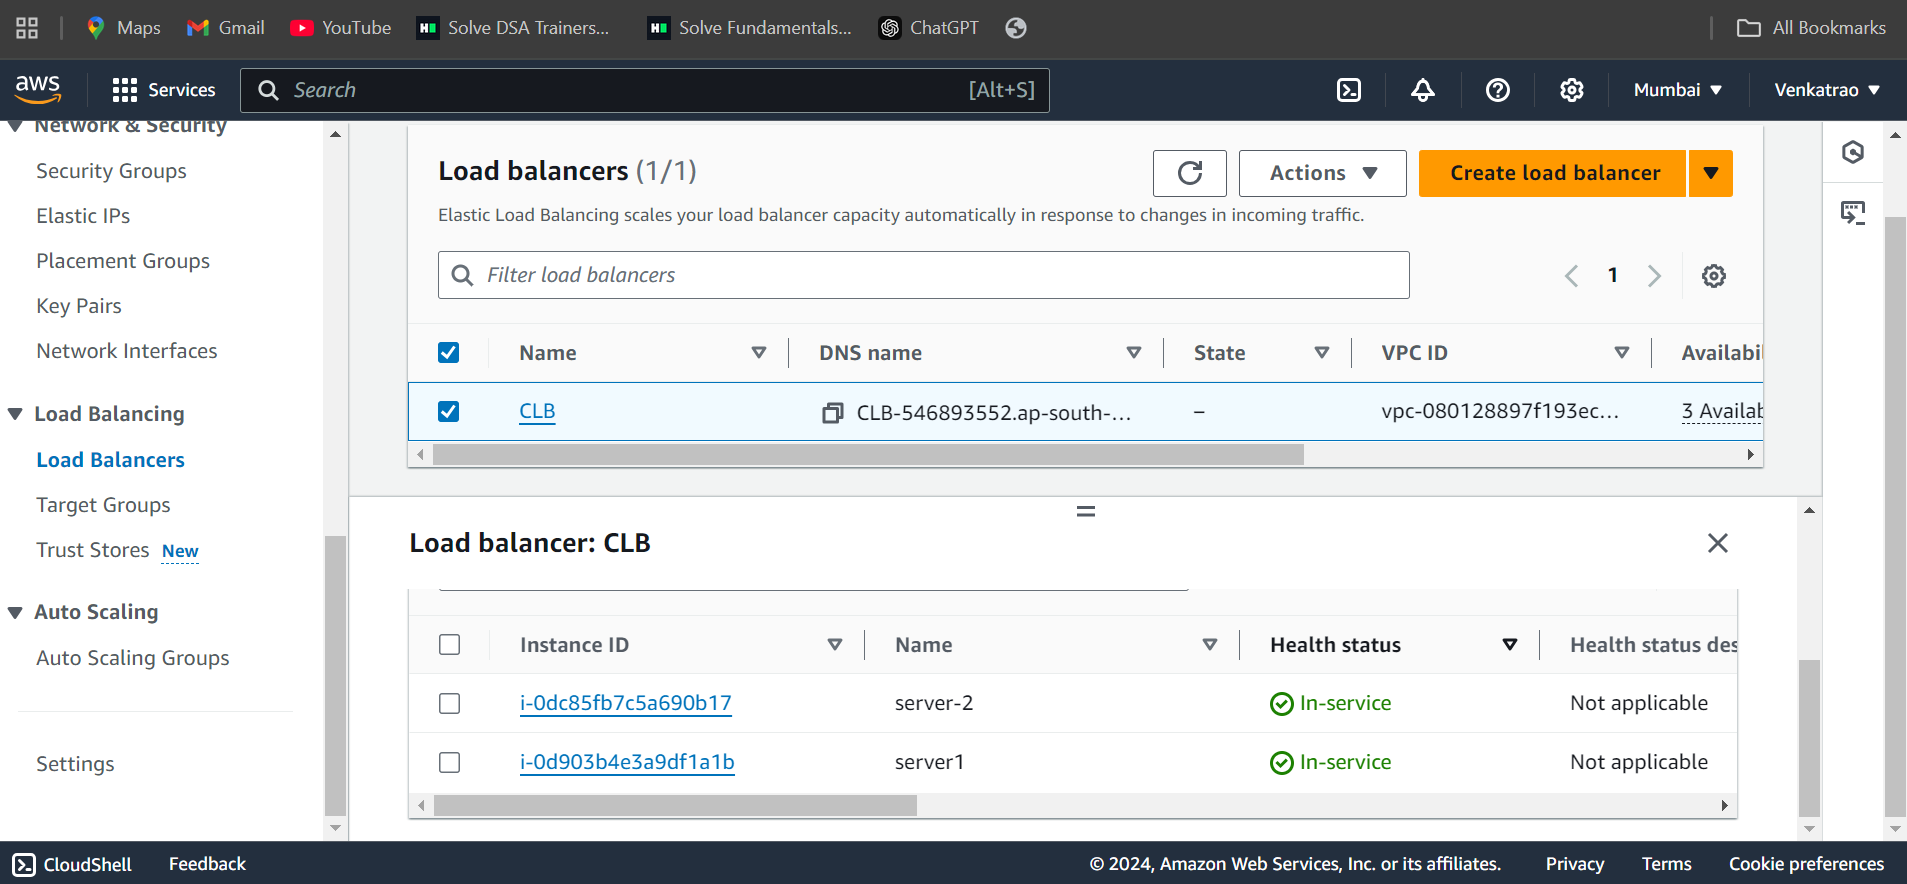 Maps Gmail YouTube Solve DSA Trainers... Solve Fundamentals... ChatGPT All Bookmarks
aws Services Search [Alt+S] Mumbai Venkatrao
Network & Security
Security Groups
Elastic IPs
Placement Groups
Key Pairs
Network Interfaces
Load Balancing
Load Balancers
Target Groups
Trust Stores New
Auto Scaling
Auto Scaling Groups
Settings
Load balancers (1/1)
Actions
Create load balancer
Elastic Load Balancing scales your load balancer capacity automatically in response to changes in incoming traffic.
Filter load balancers
1
Name DNS name State VPC ID Availabil
CLB CLB-546893552.ap-south-... – vpc-080128897f193ec... 3 Availab
Load balancer: CLB
Instance ID Name Health status Health status des
i-0dc85fb7c5a690b17 server-2 In-service Not applicable
i-0d903b4e3a9df1a1b server1 In-service Not applicable
CloudShell Feedback © 2024, Amazon Web Services, Inc. or its affiliates. Privacy Terms Cookie preferences